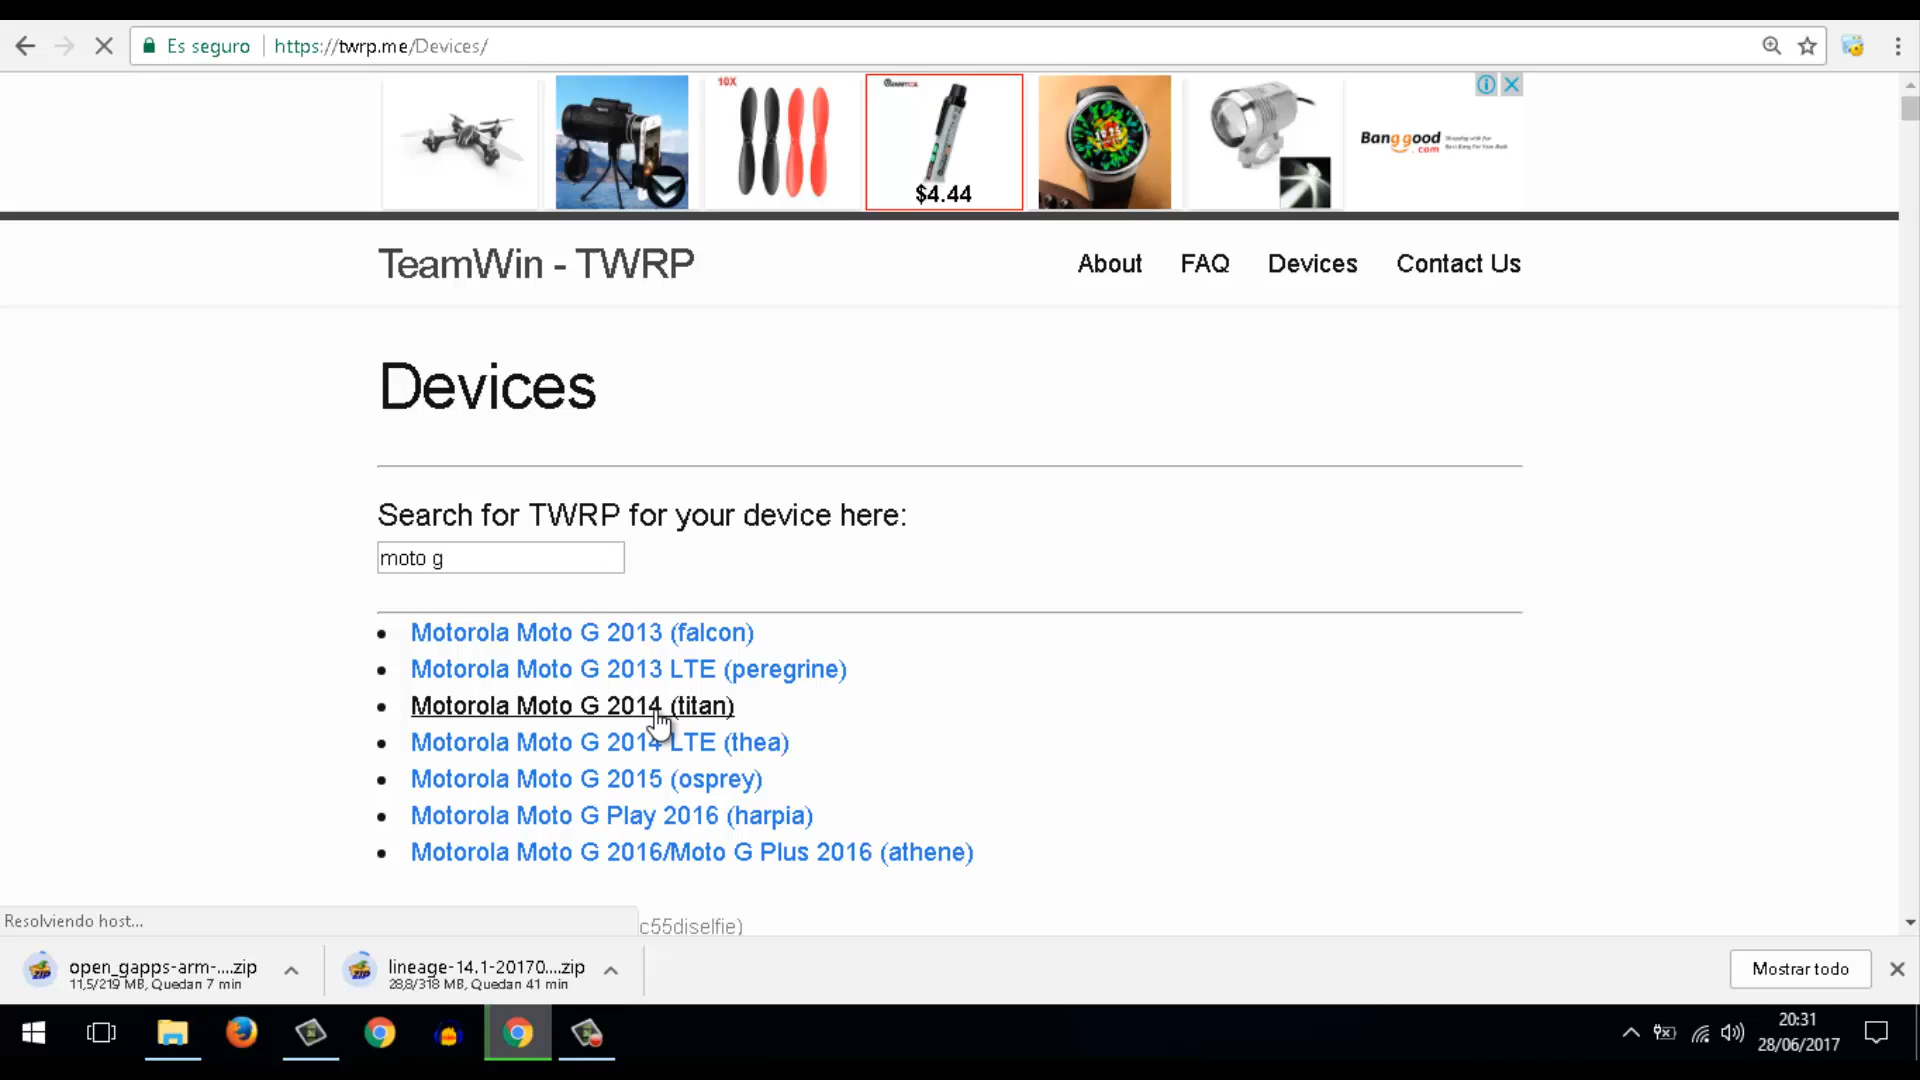 Es seguro https://twrp.me/Devices/
10X
$4.44
Banggood
.com
TeamWin - TWRP
About FAQ Devices Contact Us
Devices
Search for TWRP for your device here:
moto g
Motorola Moto G 2013 (falcon)
Motorola Moto G 2013 LTE (peregrine)
Motorola Moto G 2014 (titan)
Motorola Moto G 2014 LTE (thea)
Motorola Moto G 2015 (osprey)
Motorola Moto G Play 2016 (harpia)
Motorola Moto G 2016/Moto G Plus 2016 (athene)
Resolviendo host...
c55diselfie)
open_gapps-arm-....zip
11,5/219 MB, Quedan 7 min
lineage-14.1-20170....zip
28,8/318 MB, Quedan 41 min
Mostrar todo
20:31
28/06/2017